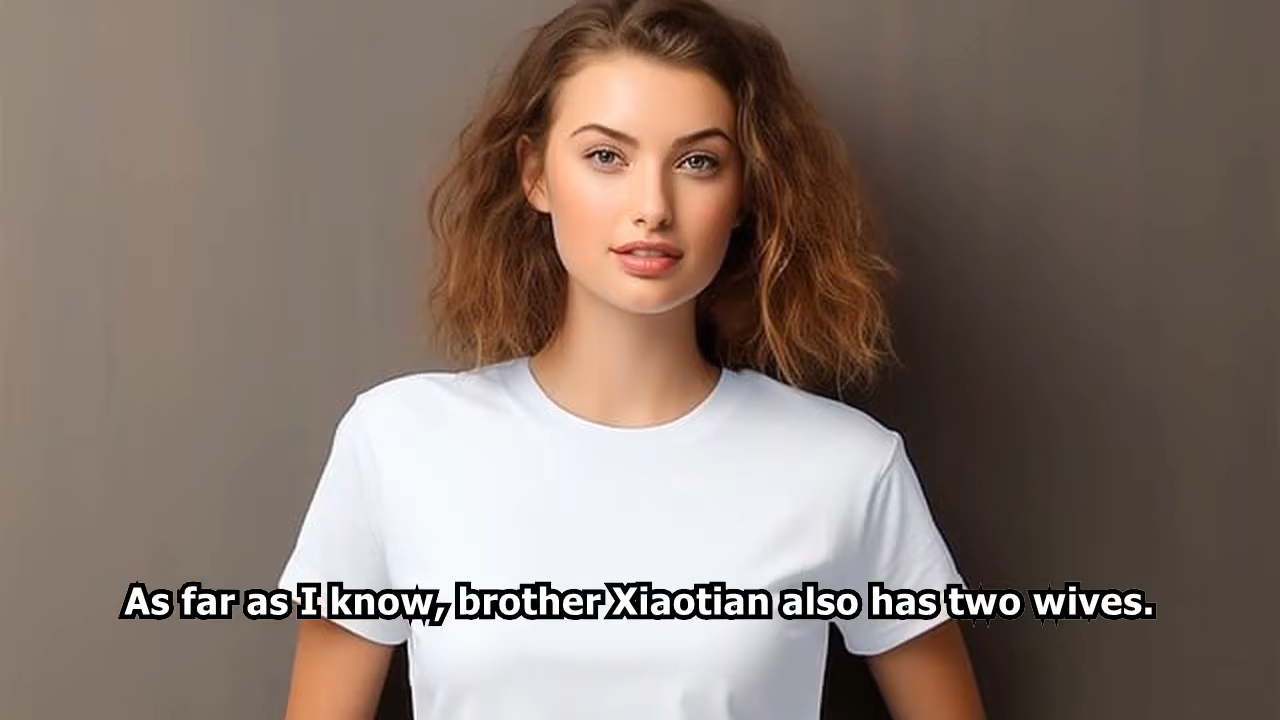 As far as I know, brother Xiaotian also has two wives.